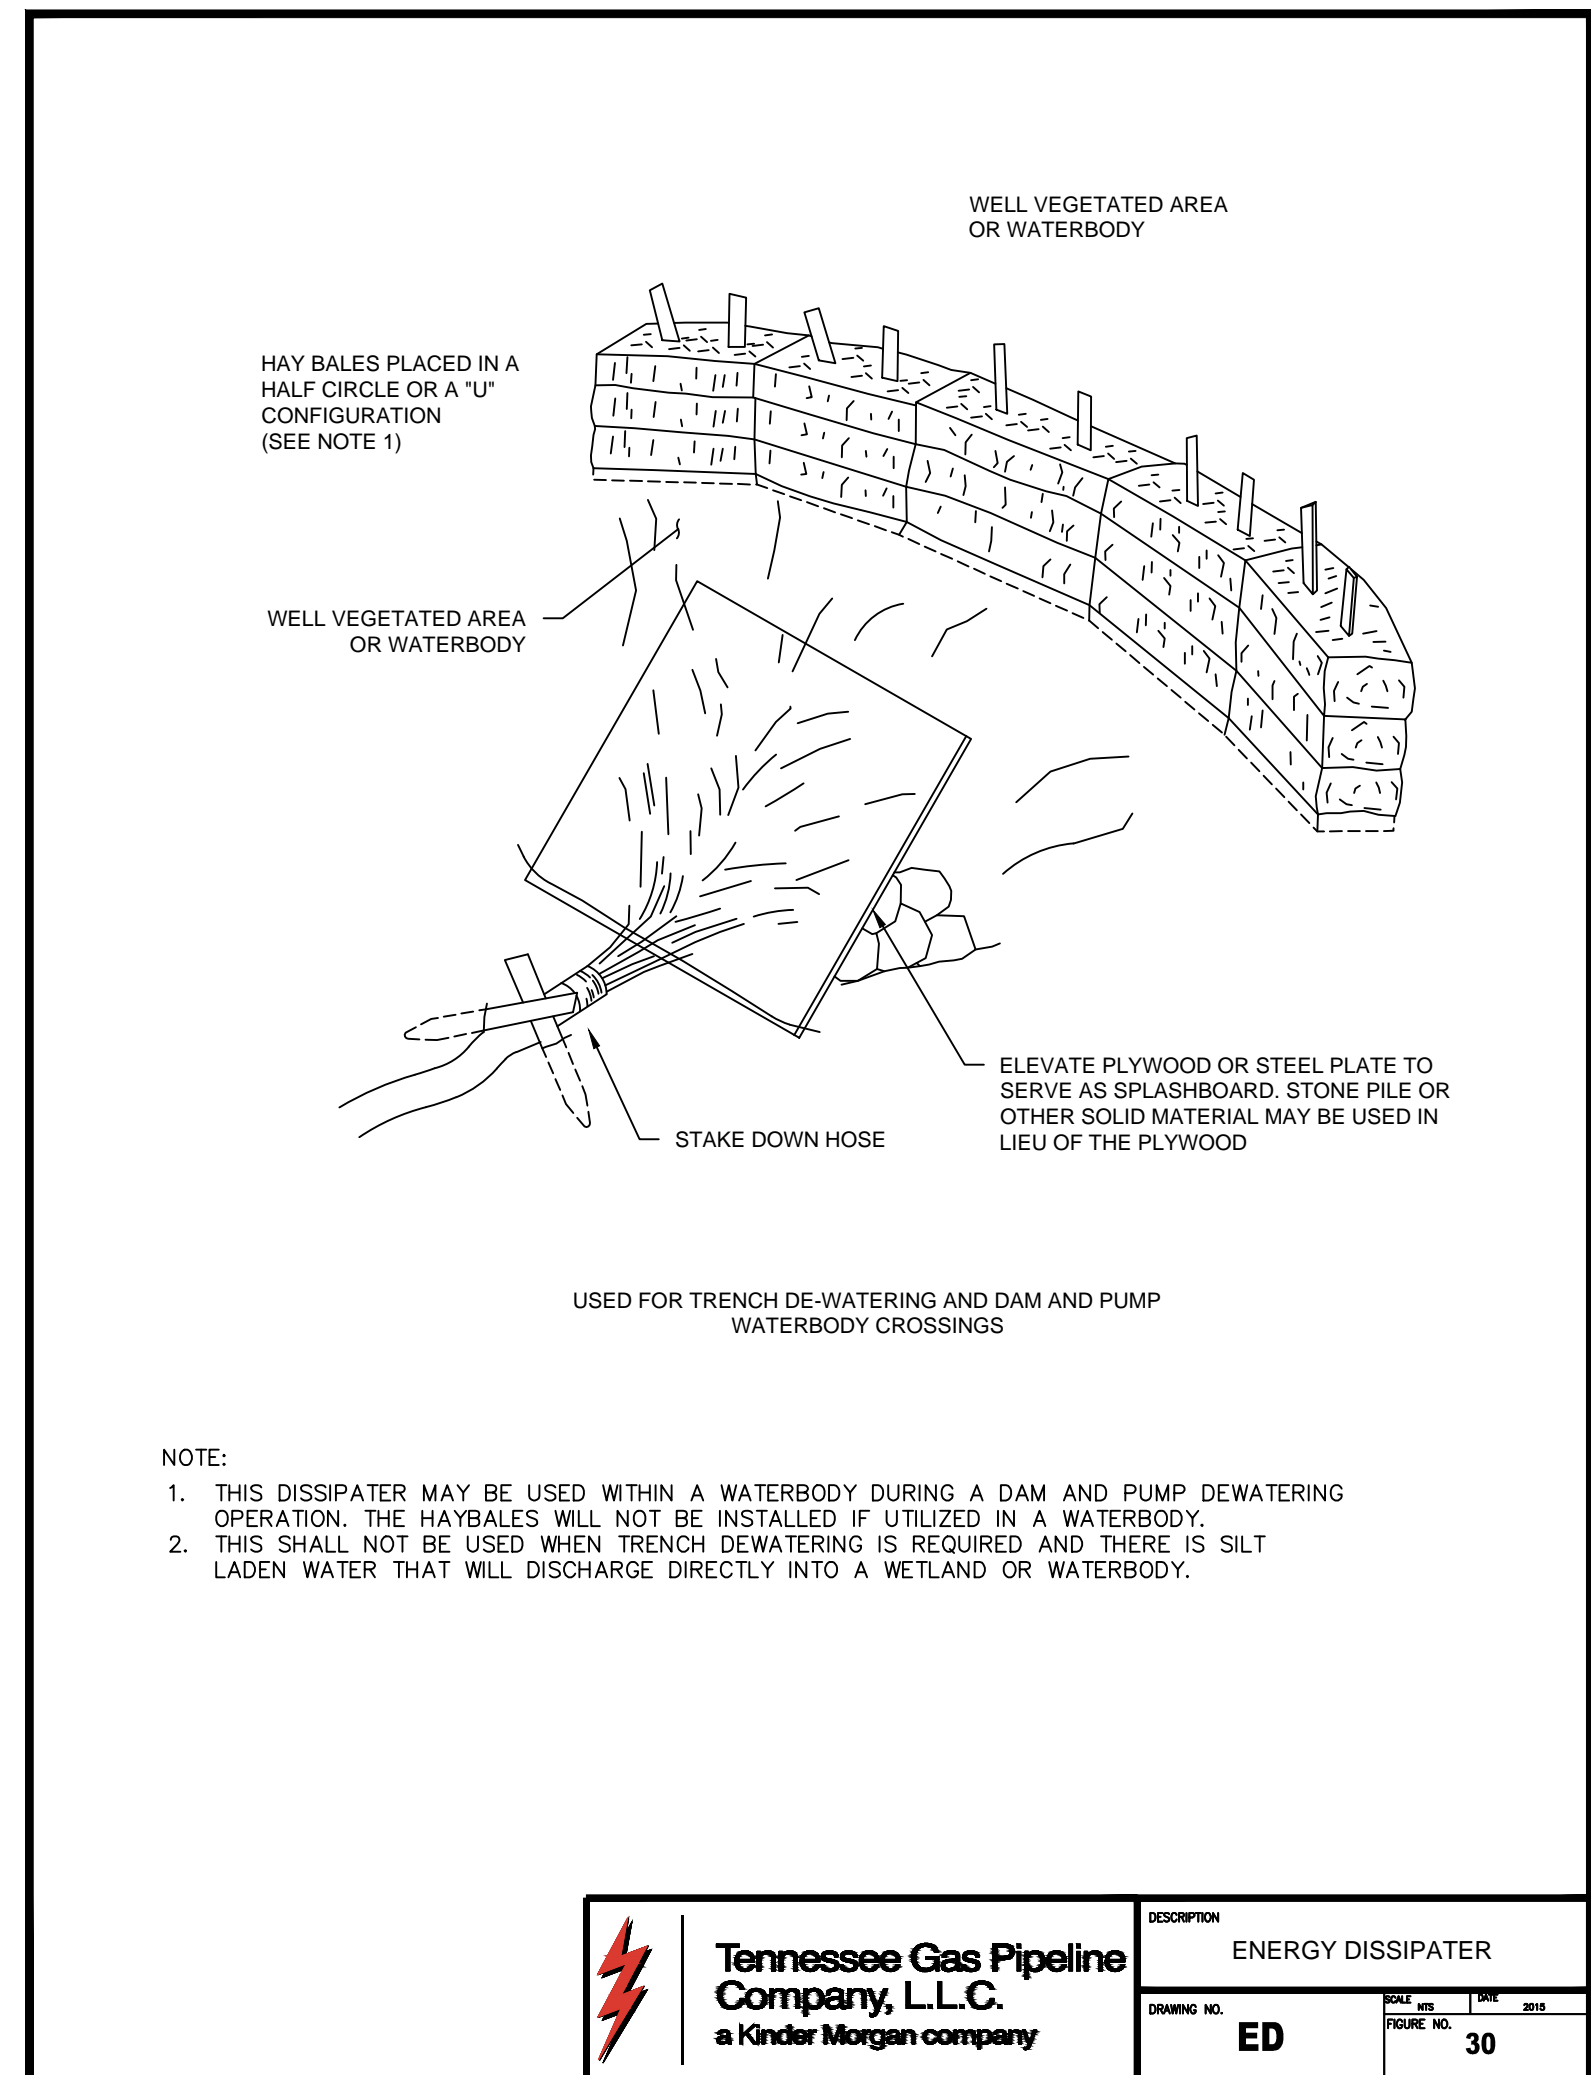 WELL VEGETATED AREA
OR WATERBODY
HAY BALES PLACED IN A
HALF CIRCLE OR A "U"
CONFIGURATION
(SEE NOTE 1)
WELL VEGETATED AREA
OR WATERBODY
ELEVATE PLYWOOD OR STEEL PLATE TO
SERVE AS SPLASHBOARD. STONE PILE OR
OTHER SOLID MATERIAL MAY BE USED IN
LIEU OF THE PLYWOOD
STAKE DOWN HOSE
USED FOR TRENCH DE-WATERING AND DAM AND PUMP
WATERBODY CROSSINGS
NOTE:
1. THIS DISSIPATER MAY BE USED WITHIN A WATERBODY DURING A DAM AND PUMP DEWATERING
OPERATION. THE HAYBALES WILL NOT BE INSTALLED IF UTILIZED IN A WATERBODY.
2. THIS SHALL NOT BE USED WHEN TRENCH DEWATERING IS REQUIRED AND THERE IS SILT
LADEN WATER THAT WILL DISCHARGE DIRECTLY INTO A WETLAND OR WATERBODY.
Tennessee Gas Pipeline
Company, L.L.C.
a Kinder Morgan company
DESCRIPTION
ENERGY DISSIPATER
DRAWING NO.
ED
SCALE
NTS
DATE
2015
FIGURE NO.
30